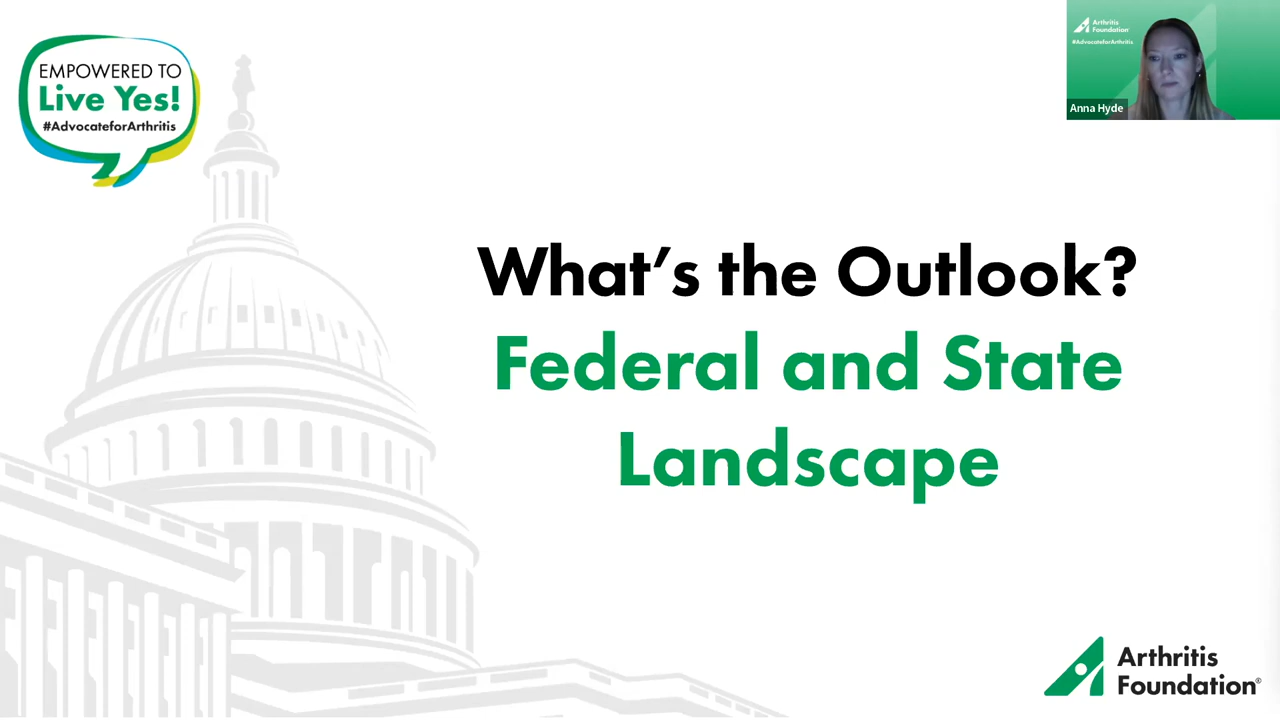 EMPOWERED TO
Live Yes!
#AdvocateforArthritis
Arthritis
Foundation
#AdvocateforArthritis
Anna Hyde
What's the Outlook?
Federal and State
Landscape
Arthritis
Foundation®